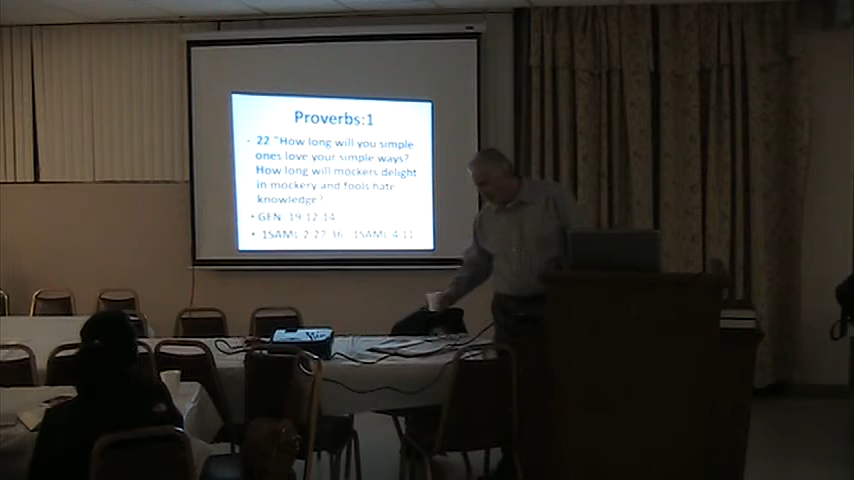 Proverbs:1
• 22 "How long will you simple
ones love your simple ways?
How long will mockers delight
in mockery and fools hate
knowledge?
• GEN. 19:12-14
• 1SAML 2:27-36. 1SAML 4:11